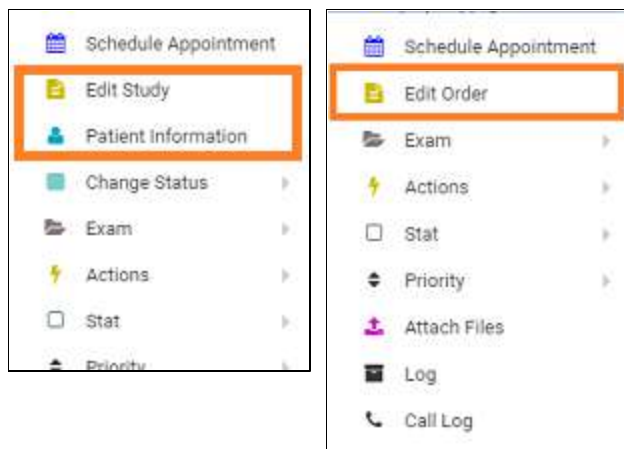 Schedule Appointment
Edit Study
Patient Information
Change Status
Exam
Actions
Stat
Priority
Schedule Appointment
Edit Order
Exam
Actions
Stat
Priority
Attach Files
Log
Call Log